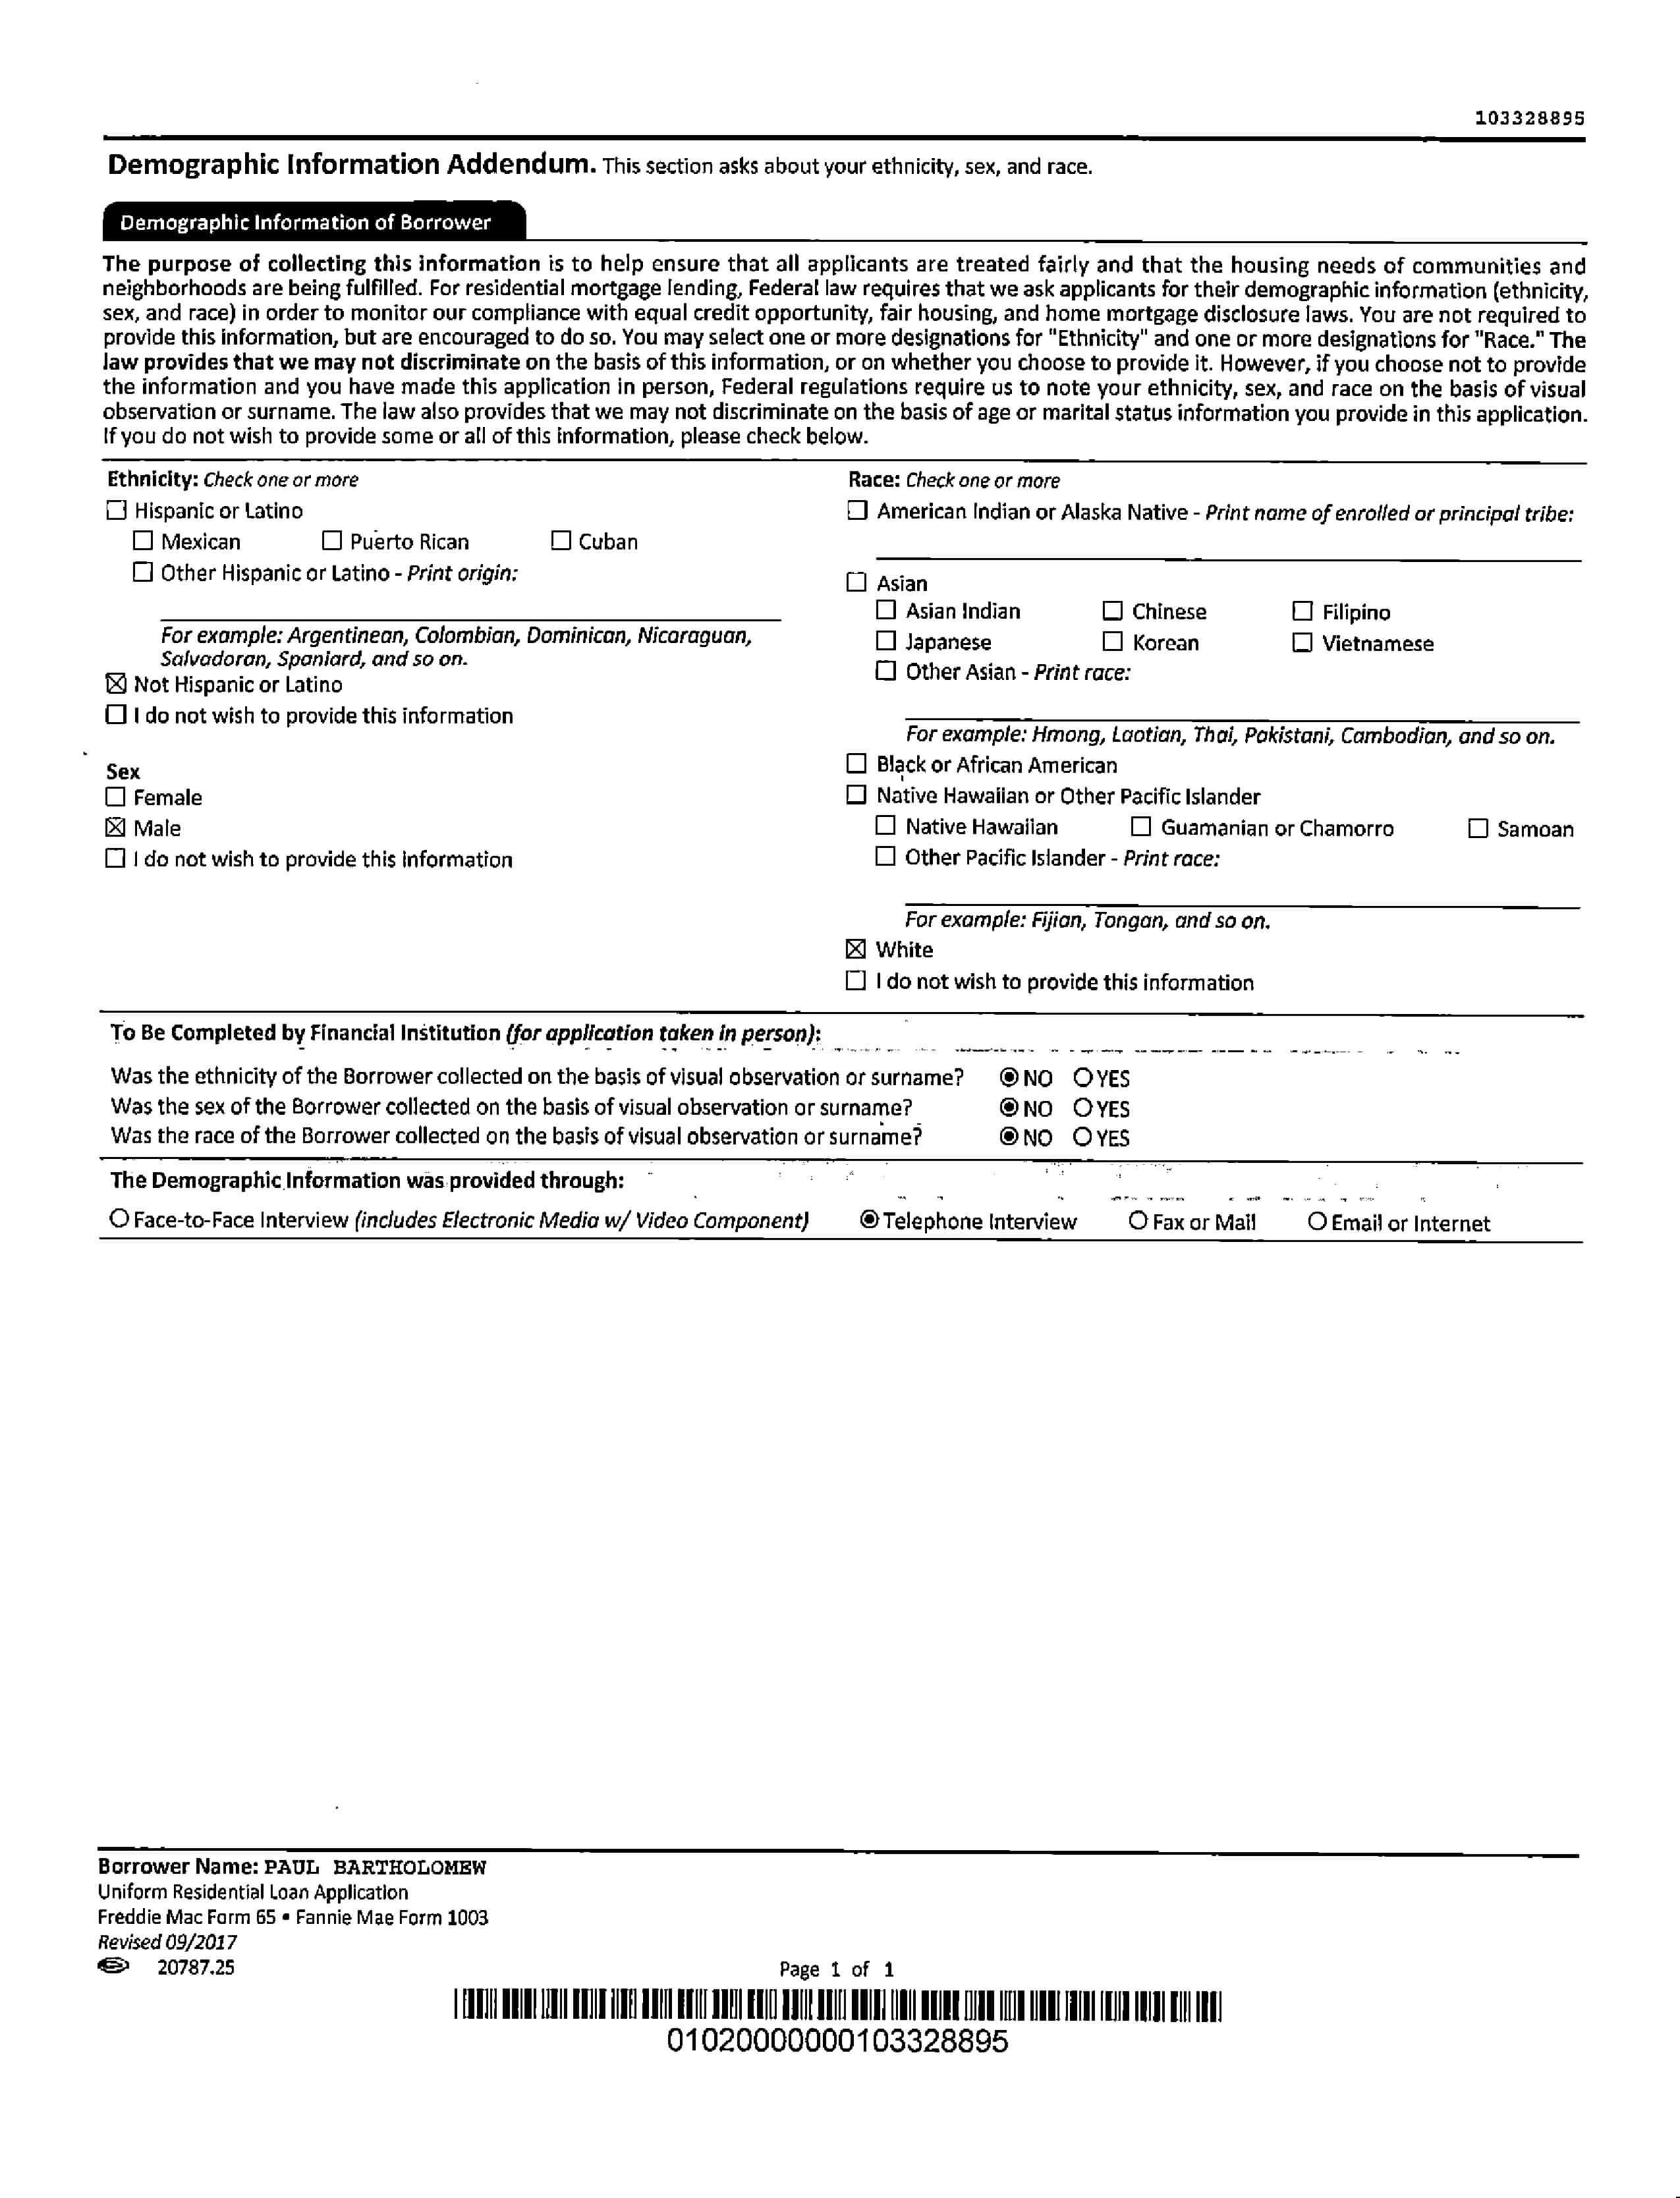 103328895
Demographic Information Addendum. This section asks about your ethnicity, sex, and race.
Demographic Information of Borrower
The purpose of collecting this information is to help ensure that all applicants are treated fairly and that the housing needs of communities and
neighborhoods are being fulfilled. For residential mortgage lending, Federal law requires that we ask applicants for their demographic information (ethnicity,
sex, and race) in order to monitor our compliance with equal credit opportunity, fair housing, and home mortgage disclosure laws. You are not required to
provide this information, but are encouraged to do so. You may select one or more designations for "Ethnicity" and one or more designations for "Race." The
law provides that we may not discriminate on the basis of this information, or on whether you choose to provide it. However, if you choose not to provide
the information and you have made this application in person, Federal regulations require us to note your ethnicity, sex, and race on the basis of visual
observation or surname. The law also provides that we may not discriminate on the basis of age or marital status information you provide in this application.
If you do not wish to provide some or all of this information, please check below.
Ethnicity: Check one or more
☐ Hispanic or Latino
☐ Mexican ☐ Puerto Rican ☐ Cuban
☐ Other Hispanic or Latino - Print origin:
For example: Argentinean, Colombian, Dominican, Nicaraguan,
Salvadoran, Spaniard, and so on.
☒ Not Hispanic or Latino
☐ I do not wish to provide this information
Sex
☐ Female
☒ Male
☐ I do not wish to provide this information
Race: Check one or more
☐ American Indian or Alaska Native - Print name of enrolled or principal tribe:
☐ Asian
☐ Asian Indian ☐ Chinese ☐ Filipino
☐ Japanese ☐ Korean ☐ Vietnamese
☐ Other Asian - Print race:
For example: Hmong, Laotian, Thai, Pakistani, Cambodian, and so on.
☐ Black or African American
☐ Native Hawaiian or Other Pacific Islander
☐ Native Hawaiian ☐ Guamanian or Chamorro ☐ Samoan
☐ Other Pacific Islander - Print race:
For example: Fijian, Tongan, and so on.
☒ White
☐ I do not wish to provide this information
To Be Completed by Financial Institution (for application taken in person):
Was the ethnicity of the Borrower collected on the basis of visual observation or surname? ◉ NO ○ YES
Was the sex of the Borrower collected on the basis of visual observation or surname? ◉ NO ○ YES
Was the race of the Borrower collected on the basis of visual observation or surname? ◉ NO ○ YES
The Demographic Information was provided through:
○ Face-to-Face Interview (includes Electronic Media w/ Video Component) ◉ Telephone Interview ○ Fax or Mail ○ Email or Internet
Borrower Name: PAUL BARTHOLOMEW
Uniform Residential Loan Application
Freddie Mac Form 65 • Fannie Mae Form 1003
Revised 09/2017
20787.25
Page 1 of 1
01020000000103328895